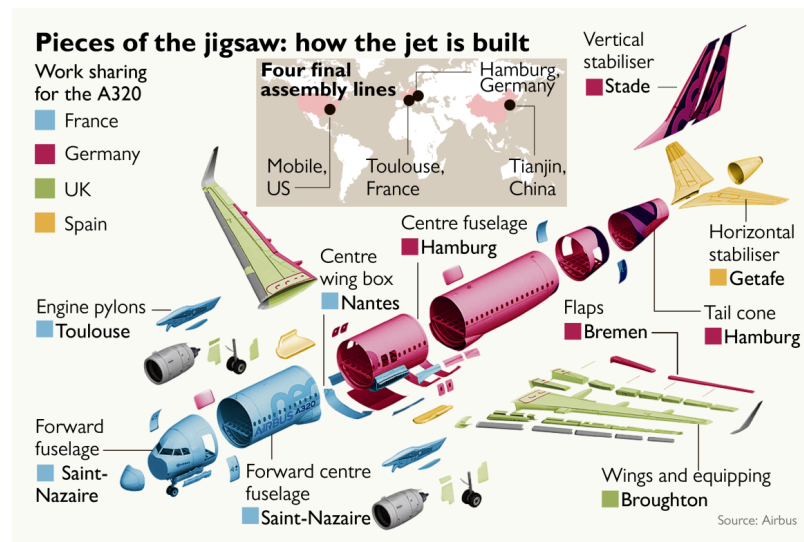 Pieces of the jigsaw: how the jet is built
Work sharing
for the A320
France
Germany
UK
Spain
Four final
assembly lines
Hamburg,
Germany
Mobile,
US
Toulouse,
France
Tianjin,
China
Vertical
stabiliser
Stade
Centre fuselage
Hamburg
Centre
wing box
Nantes
Horizontal
stabiliser
Getafe
Engine pylons
Toulouse
Flaps
Bremen
Tail cone
Hamburg
AIRBUS A320
Forward
fuselage
Saint-
Nazaire
Forward centre
fuselage
Saint-Nazaire
Wings and equipping
Broughton
Source: Airbus